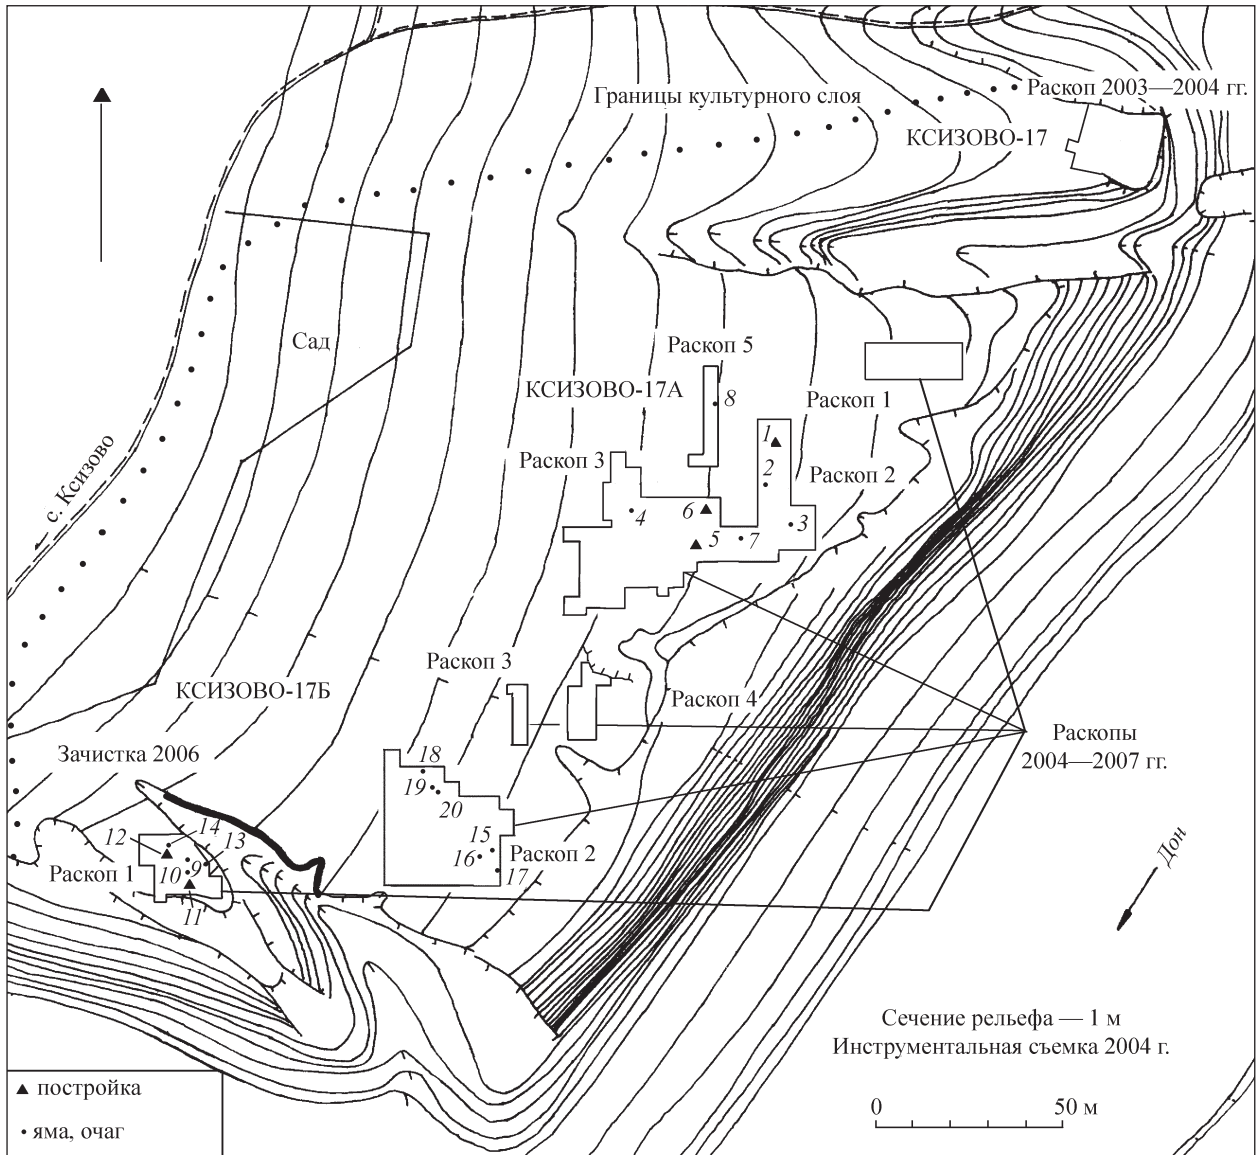 Раскоп 2003—2004 гг.
Границы культурного слоя
КСИЗОВО-17
Сад
Раскоп 5
КСИЗОВО-17А
8
Раскоп 1
1
Раскоп 3
2
Раскоп 2
с. Ксизово
4
6
3
5
7
Раскоп 3
КСИЗОВО-17Б
Раскоп 4
Раскопы
2004—2007 гг.
Зачистка 2006
18
19
20
12
14
13
15
16
Раскоп 2
17
Раскоп 1
10
9
11
Дон
Сечение рельефа — 1 м
Инструментальная съемка 2004 г.
постройка
яма, очаг
0
50 м